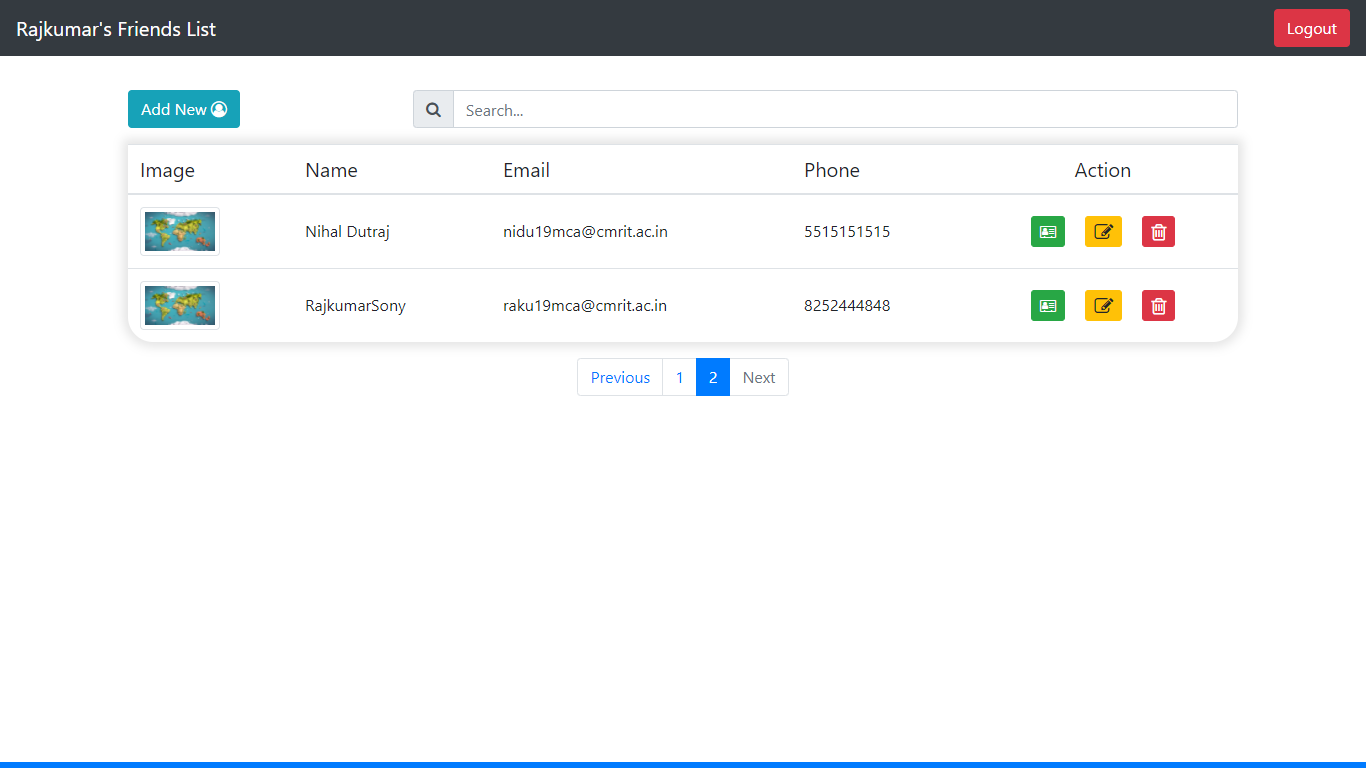 Rajkumar's Friends List
Logout
Add New
Search...
Image Name Email Phone Action
Nihal Dutraj nidu19mca@cmrit.ac.in 5515151515
RajkumarSony raku19mca@cmrit.ac.in 8252444848
Previous 1 2 Next